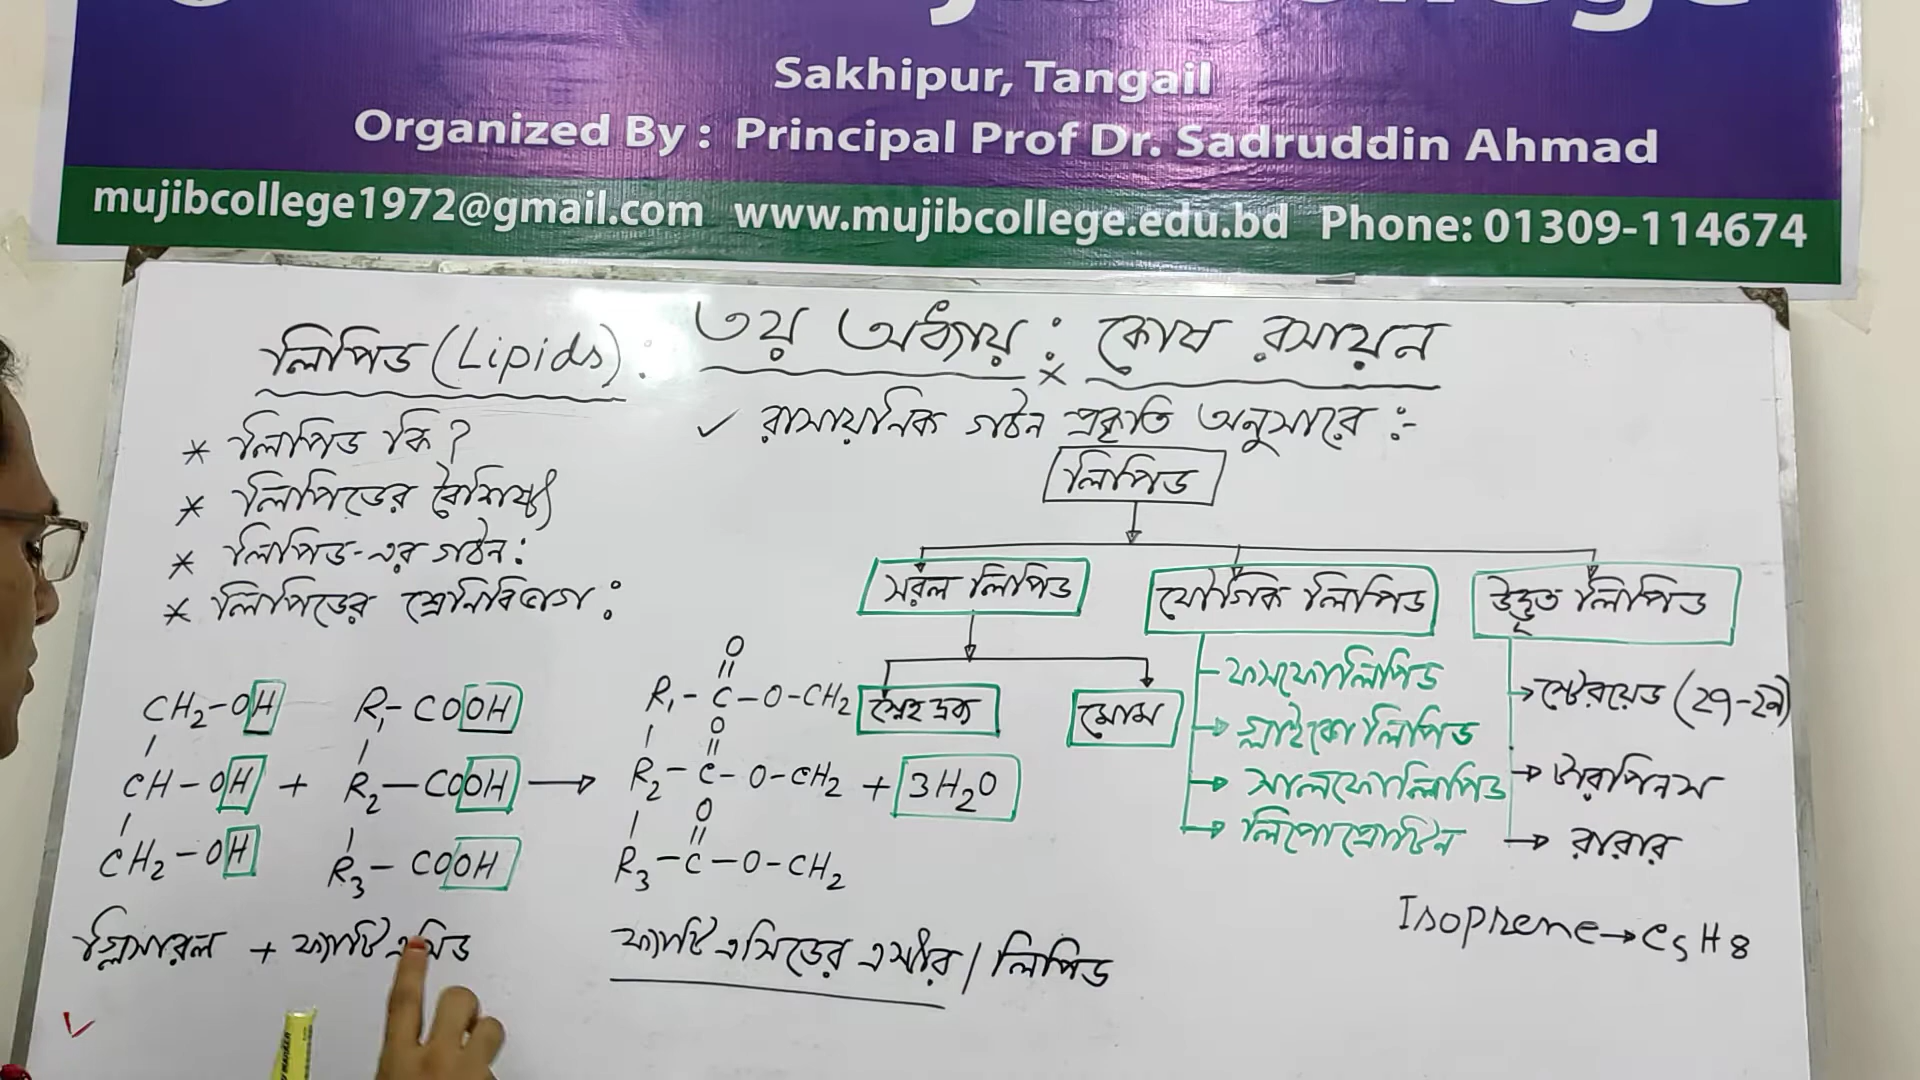 College
Sakhipur, Tangail
Organized By : Principal Prof Dr. Sadruddin Ahmad
mujibcollege1972@gmail.com www.mujibcollege.edu.bd Phone: 01309-114674
৩য় অধ্যায় : কোষ রসায়ন
লিপিড (Lipids) :
* লিপিড কি ?
* লিপিডের বৈশিষ্ট্য
* লিপিড-এর গঠন :
* লিপিডের শ্রেনিবিভাগ :
✓ রাসায়নিক গঠন প্রকৃতি অনুসারে :-
লিপিড
সরল লিপিড যৌগিক লিপিড উদ্ভূত লিপিড
স্নেহ দ্রব্য মোম
ফসফোলিপিড
গ্লাইকোলিপিড
সালফোলিপিড
লিপোপ্রোটিন
স্টেরয়েড (২৭-২৯)
টারপিনস
রাবার
Isoprene→C5H8
CH2-OH R1-COOH R1-C-O-CH2
O
CH-OH + R2-COOH → R2-C-O-CH2 + 3H2O
O
CH2-OH R3-COOH R3-C-O-CH2
O
গ্লিসারল + ফ্যাটি এসিড ফ্যাটি এসিডের এস্টার / লিপিড